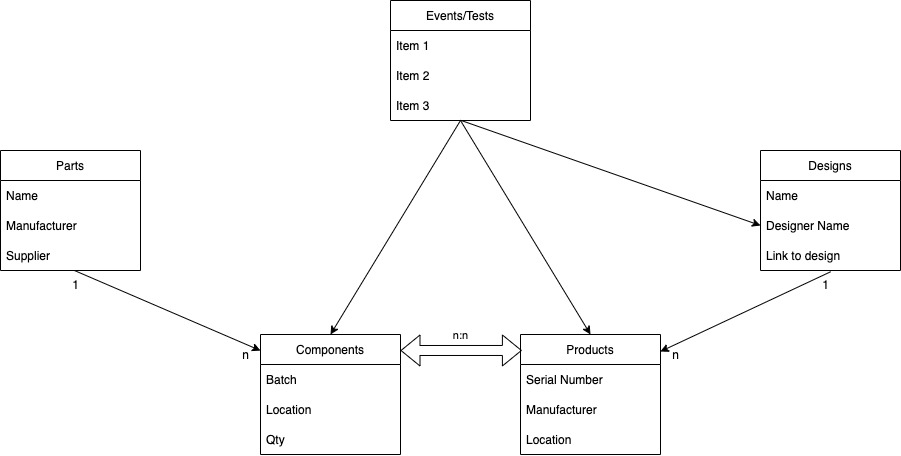 Events/Tests
Item 1
Item 2
Item 3
Parts
Name
Manufacturer
Supplier
Designs
Name
Designer Name
Link to design
1
1
n
n:n
n
Components
Batch
Location
Qty
Products
Serial Number
Manufacturer
Location